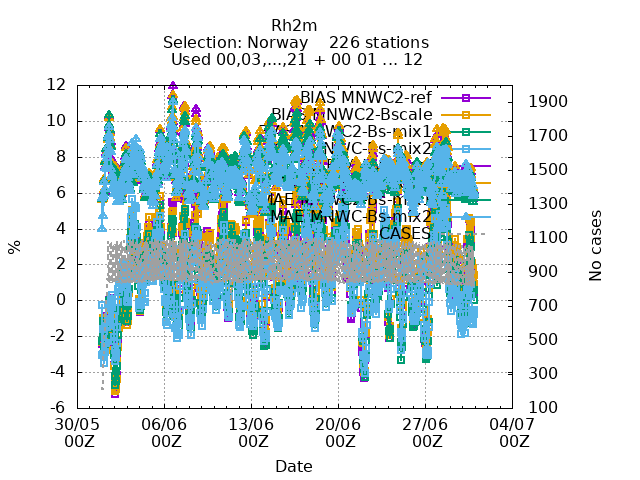 Rh2m
Selection: Norway 226 stations
Used 00,03,...,21 + 00 01 ... 12
BIAS MNWC2-ref
BIAS MNWC2-Bscale
MAE MNWC-Bs-mix2
CASES
12
10
8
6
4
2
0
-2
-4
-6
%
1900
1700
1500
1300
1100
900
700
500
300
100
No cases
30/05 00Z
06/06 00Z
13/06 00Z
20/06 00Z
27/06 00Z
04/07 00Z
Date